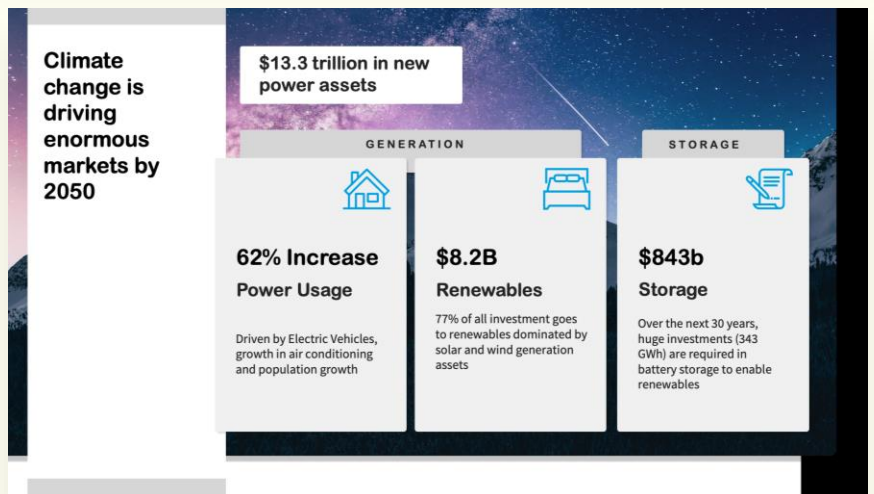 Climate
change is
driving
enormous
markets by
2050
$13.3 trillion in new
power assets
GENERATION
STORAGE
62% Increase
Power Usage
Driven by Electric Vehicles,
growth in air conditioning
and population growth
$8.2B
Renewables
77% of all investment goes
to renewables dominated by
solar and wind generation
assets
$843b
Storage
Over the next 30 years,
huge investments (343
GWh) are required in
battery storage to enable
renewables